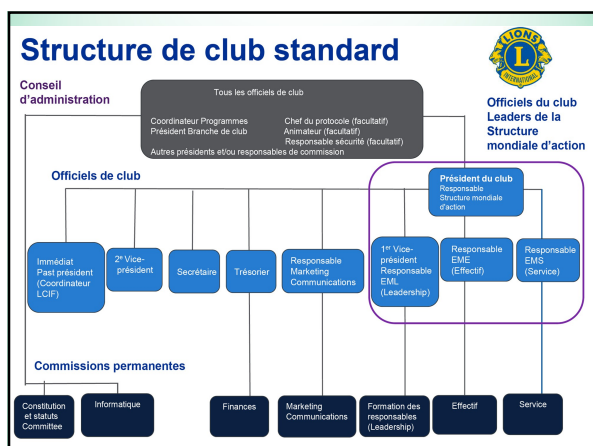 Structure de club standard
LIONS
L
INTERNATIONAL
Conseil
d'administration
Tous les officiels de club
Coordinateur Programmes
Président Branche de club
Autres présidents et/ou responsables de commission
Chef du protocole (facultatif)
Animateur (facultatif)
Responsable sécurité (facultatif)
Officiels du club
Leaders de la
Structure
mondiale d'action
Officiels de club
Président du club
Responsable
Structure mondiale
d'action
Immédiat
Past président
(Coordinateur
LCIF)
2e Vice-
président
Secrétaire
Trésorier
Responsable
Marketing
Communications
1er Vice-
président
Responsable
EML
(Leadership)
Responsable
EME
(Effectif)
Responsable
EMS
(Service)
Commissions permanentes
Constitution
et statuts
Committee
Informatique
Finances
Marketing
Communications
Formation des
responsables
(Leadership)
Effectif
Service